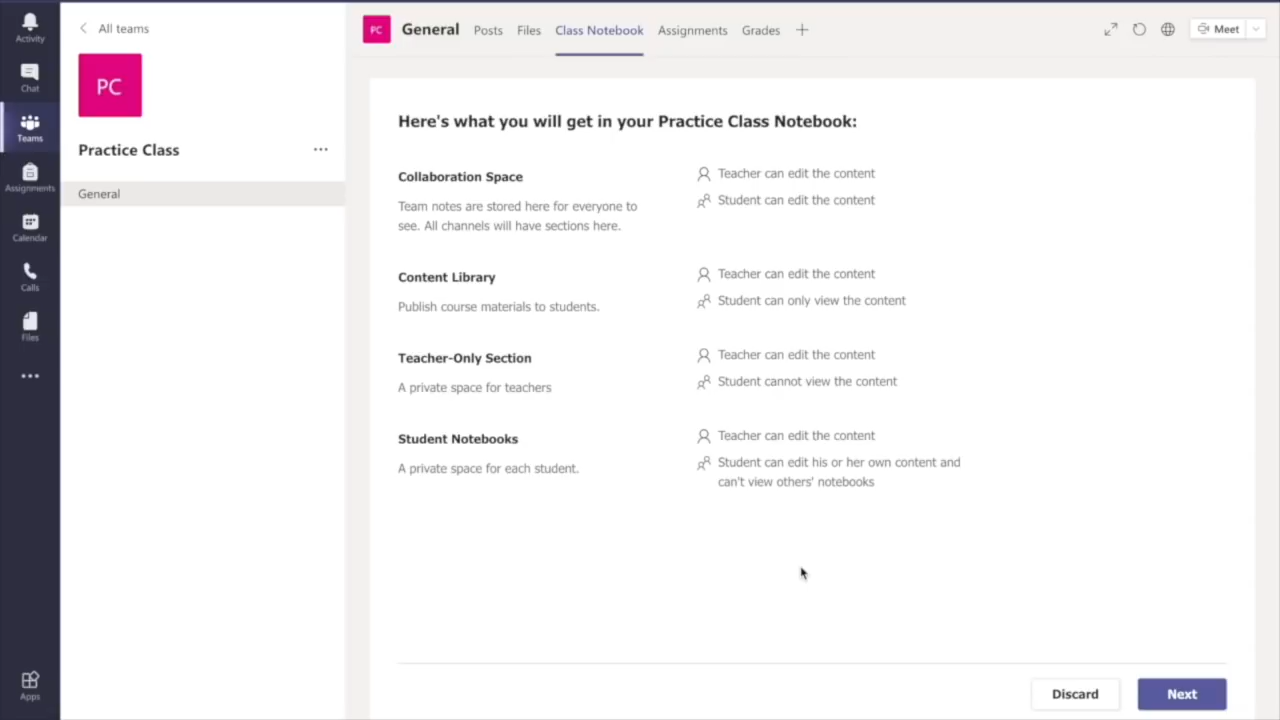 Activity
Chat
Teams
Assignments
Calendar
Calls
Files
Apps
All teams
PC
Practice Class
General
PC
General
Posts
Files
Class Notebook
Assignments
Grades
Meet
Here's what you will get in your Practice Class Notebook:
Collaboration Space
Team notes are stored here for everyone to
see. All channels will have sections here.
Teacher can edit the content
Student can edit the content
Content Library
Publish course materials to students.
Teacher can edit the content
Student can only view the content
Teacher-Only Section
A private space for teachers
Teacher can edit the content
Student cannot view the content
Student Notebooks
A private space for each student.
Teacher can edit the content
Student can edit his or her own content and
can't view others' notebooks
Discard
Next